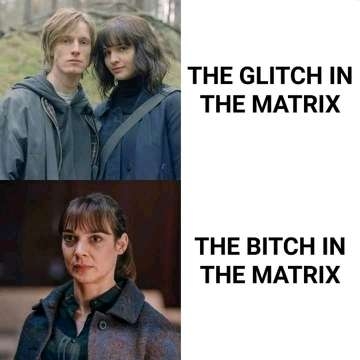 THE GLITCH IN
THE MATRIX
THE BITCH IN
THE MATRIX